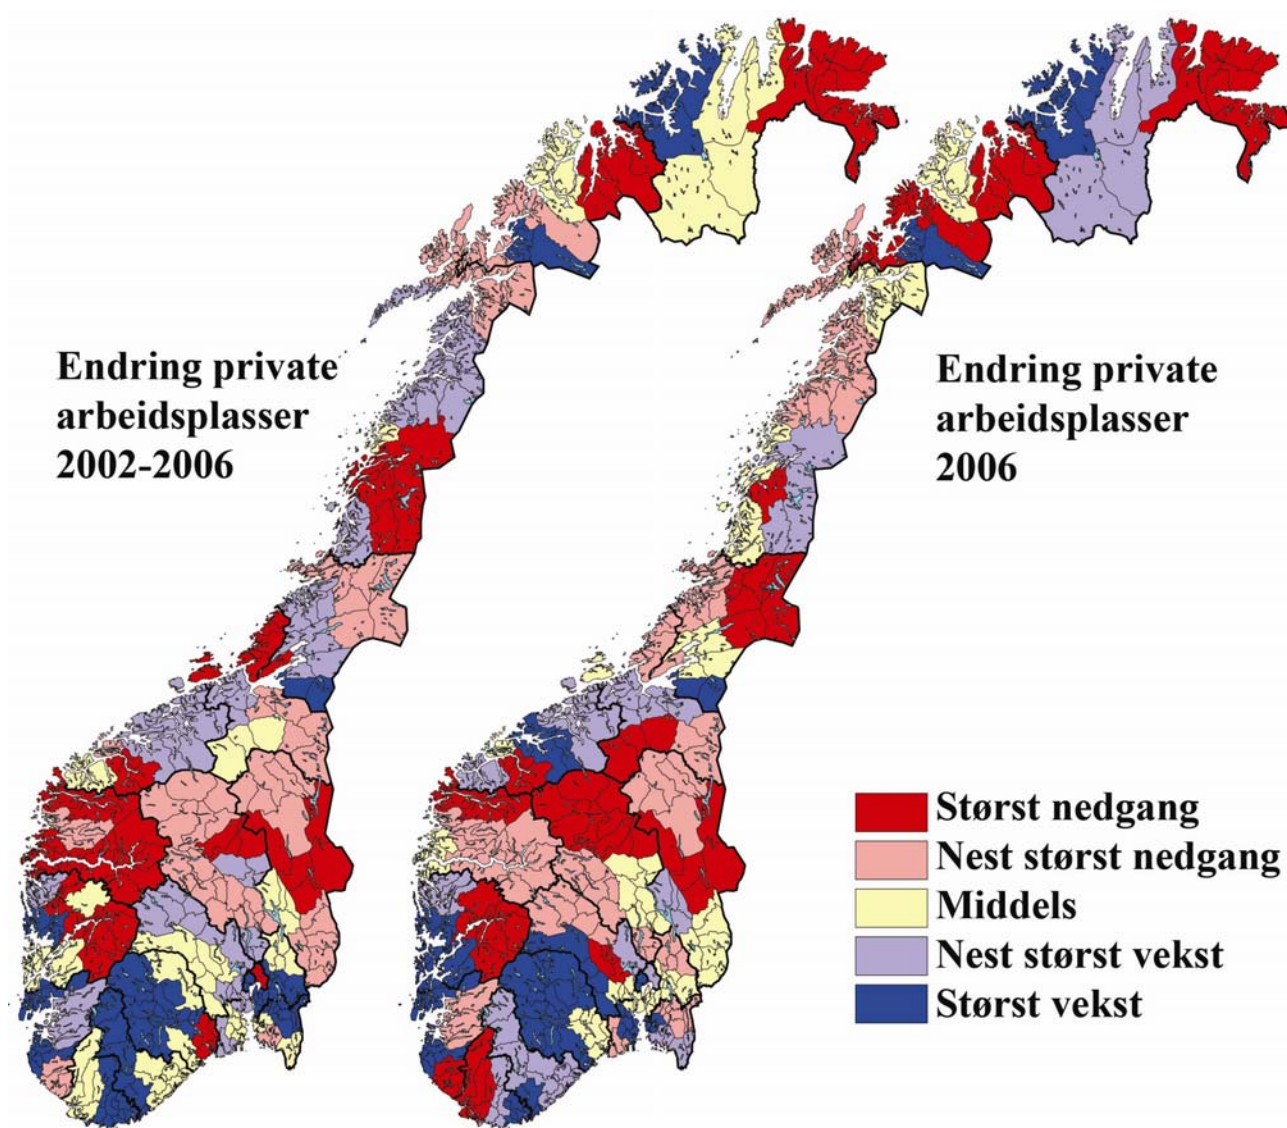 Endring private
arbeidsplasser
2002-2006
Endring private
arbeidsplasser
2006
Størst nedgang
Nest størst nedgang
Middels
Nest størst vekst
Størst vekst